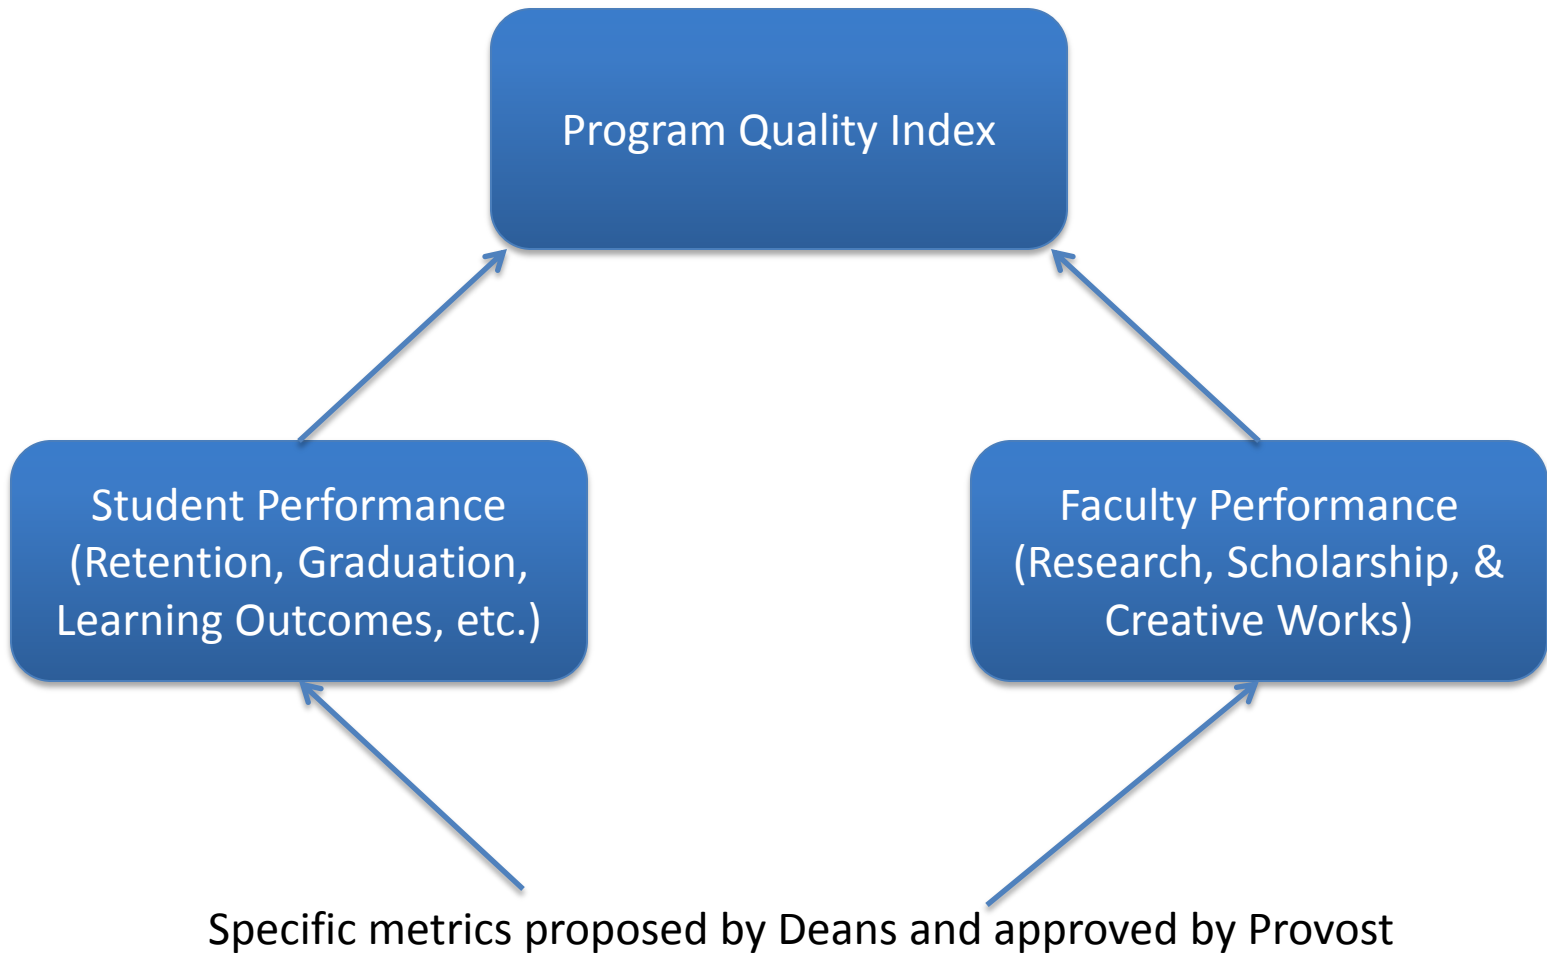 Program Quality Index
Student Performance
(Retention, Graduation,
Learning Outcomes, etc.)
Faculty Performance
(Research, Scholarship, &
Creative Works)
Specific metrics proposed by Deans and approved by Provost